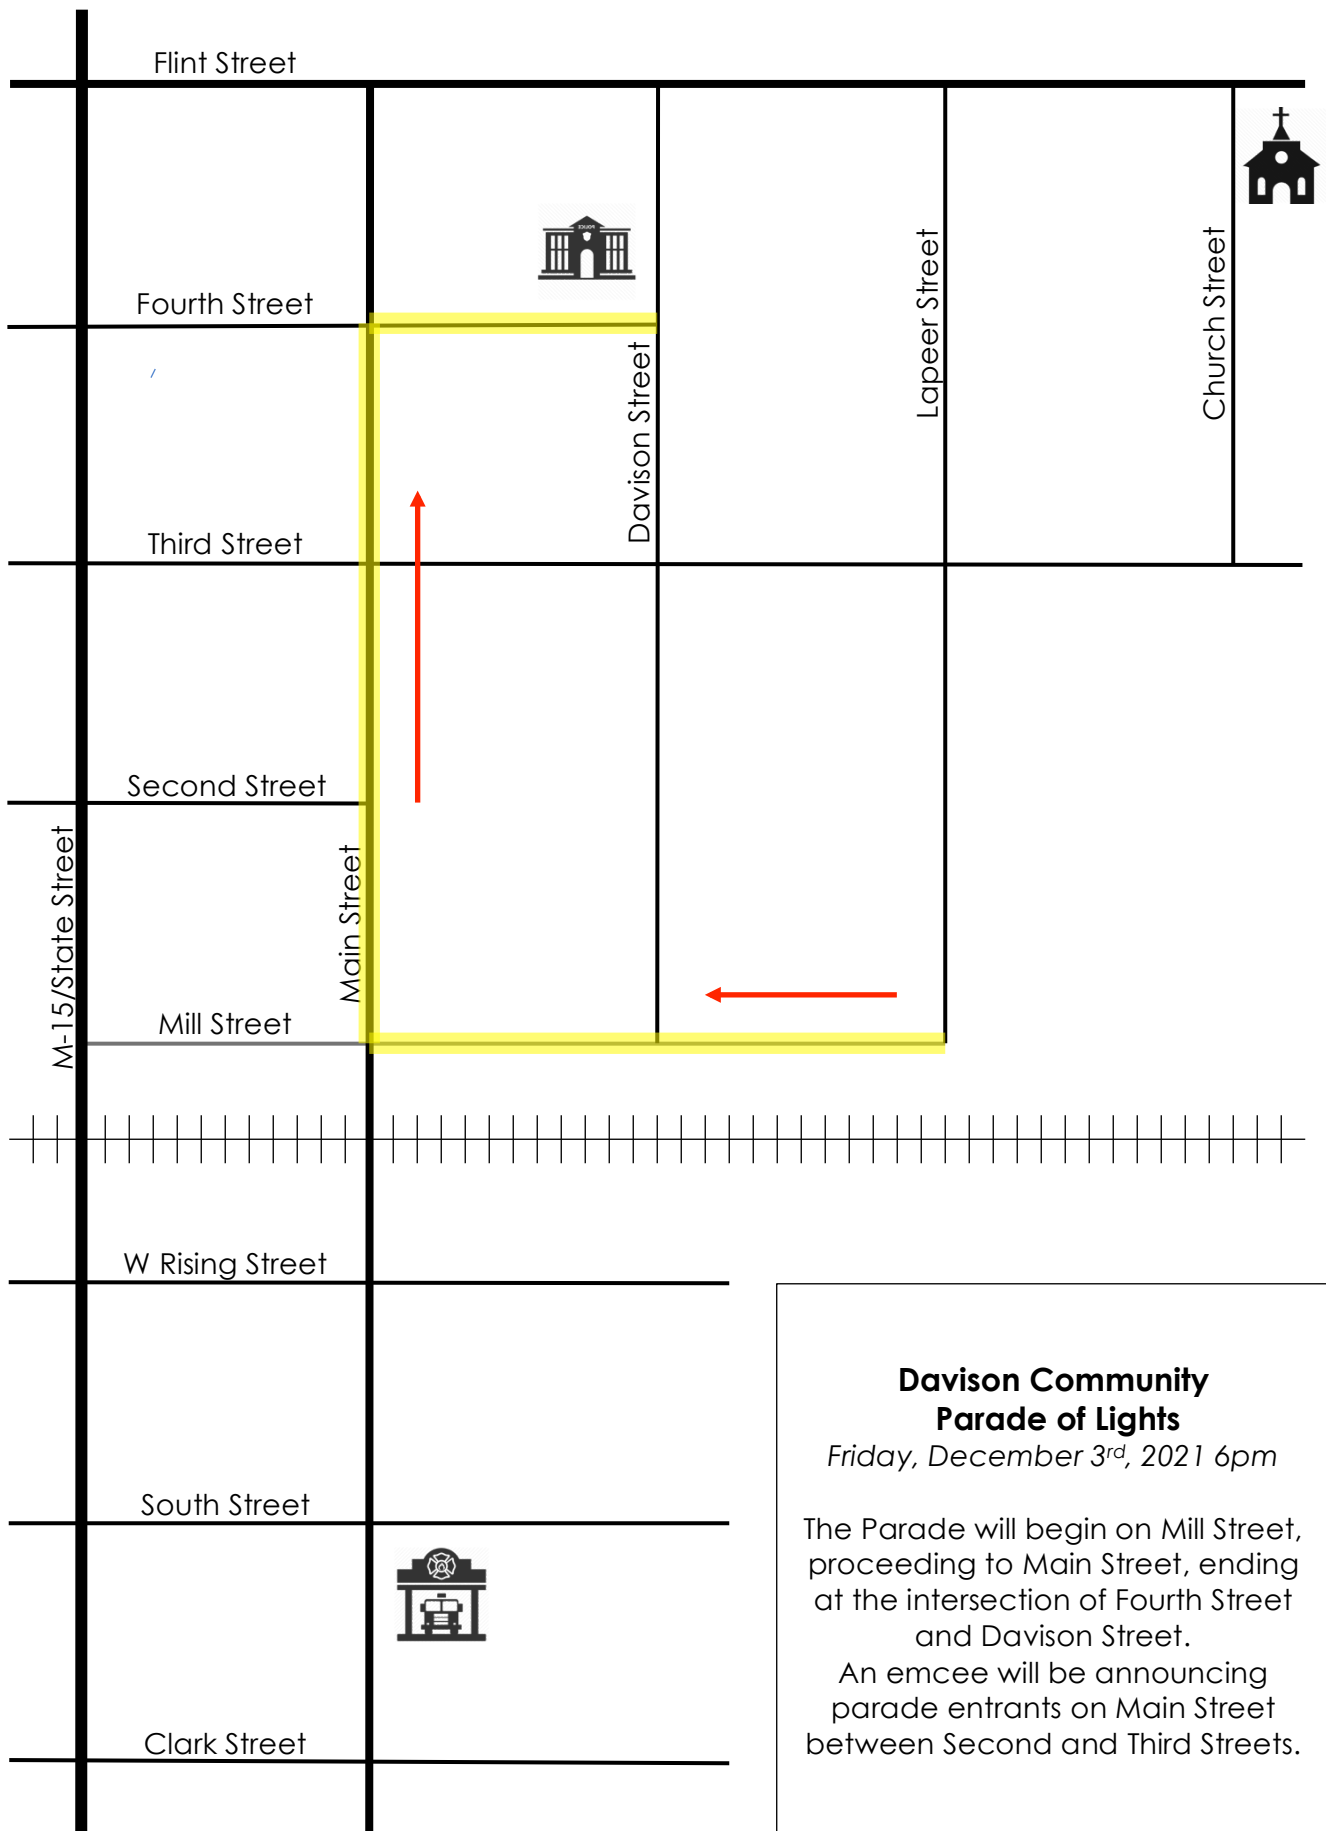 Flint Street
Fourth Street
Lapeer Street
Church Street
Davison Street
Third Street
Second Street
M-15/State Street
Main Street
Mill Street
W Rising Street
Davison Community
Parade of Lights
Friday, December 3rd, 2021 6pm
South Street
The Parade will begin on Mill Street,
proceeding to Main Street, ending
at the intersection of Fourth Street
and Davison Street.
An emcee will be announcing
parade entrants on Main Street
between Second and Third Streets.
Clark Street